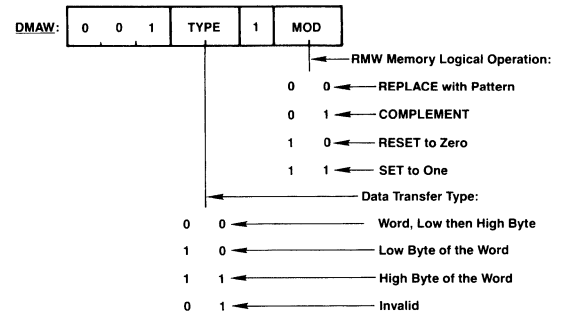 DMAW: 0 0 1 TYPE 1 MOD
RMW Memory Logical Operation:
0 0 REPLACE with Pattern
0 1 COMPLEMENT
1 0 RESET to Zero
1 1 SET to One
Data Transfer Type:
0 0 Word, Low then High Byte
1 0 Low Byte of the Word
1 1 High Byte of the Word
0 1 Invalid